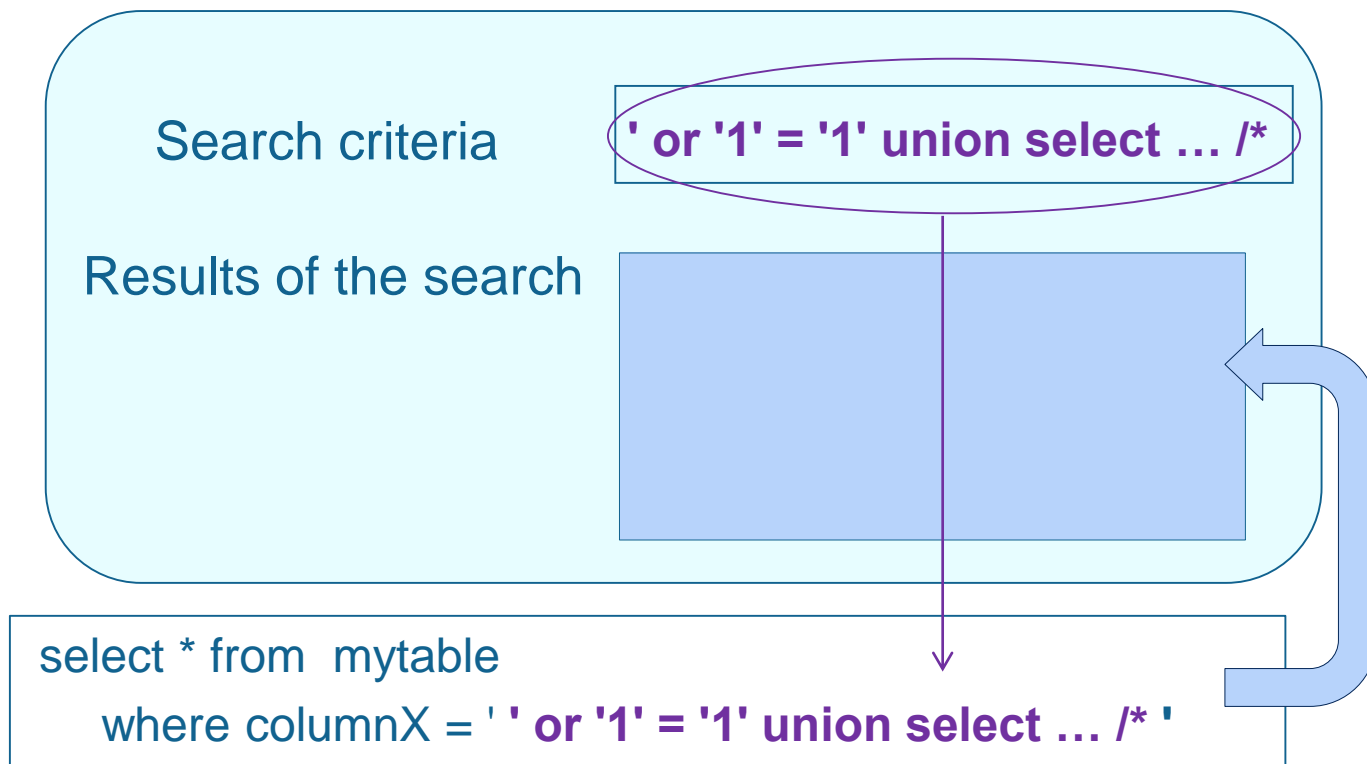 Search criteria
' or '1' = '1' union select … /*
Results of the search
select * from  mytable
where columnX = ' ' or '1' = '1' union select … /* '